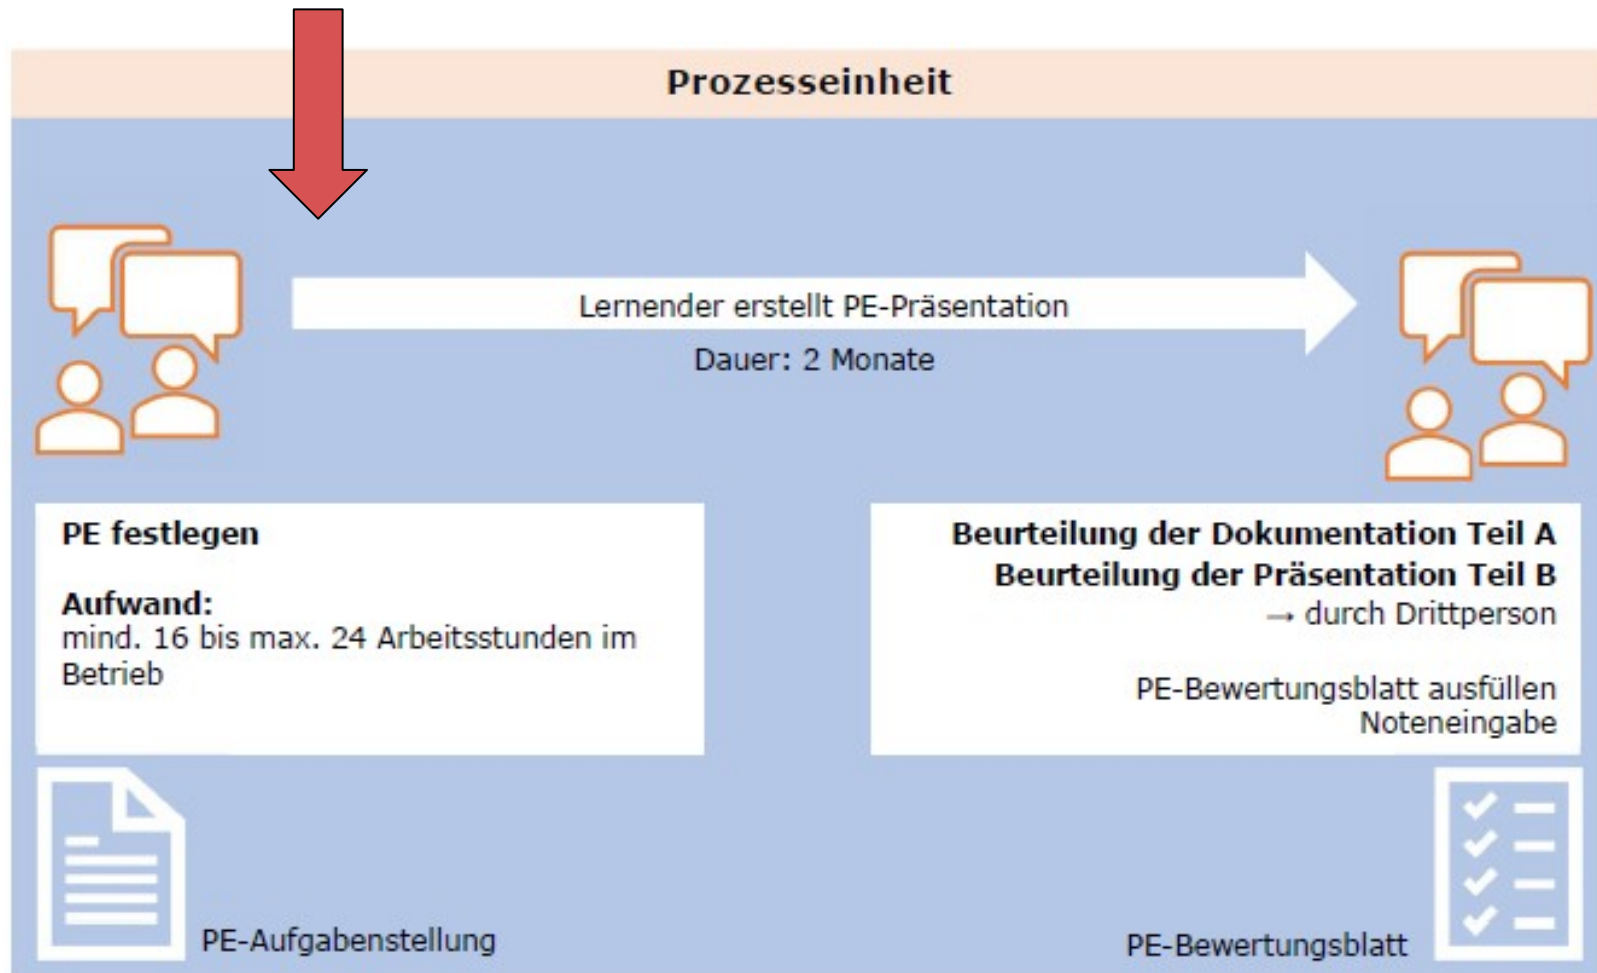 Prozesseinheit
Lernender erstellt PE-Präsentation
Dauer: 2 Monate
PE festlegen
Aufwand:
mind. 16 bis max. 24 Arbeitsstunden im
Betrieb
Beurteilung der Dokumentation Teil A
Beurteilung der Präsentation Teil B
→ durch Drittperson
PE-Bewertungsblatt ausfüllen
Noteneingabe
PE-Aufgabenstellung
PE-Bewertungsblatt